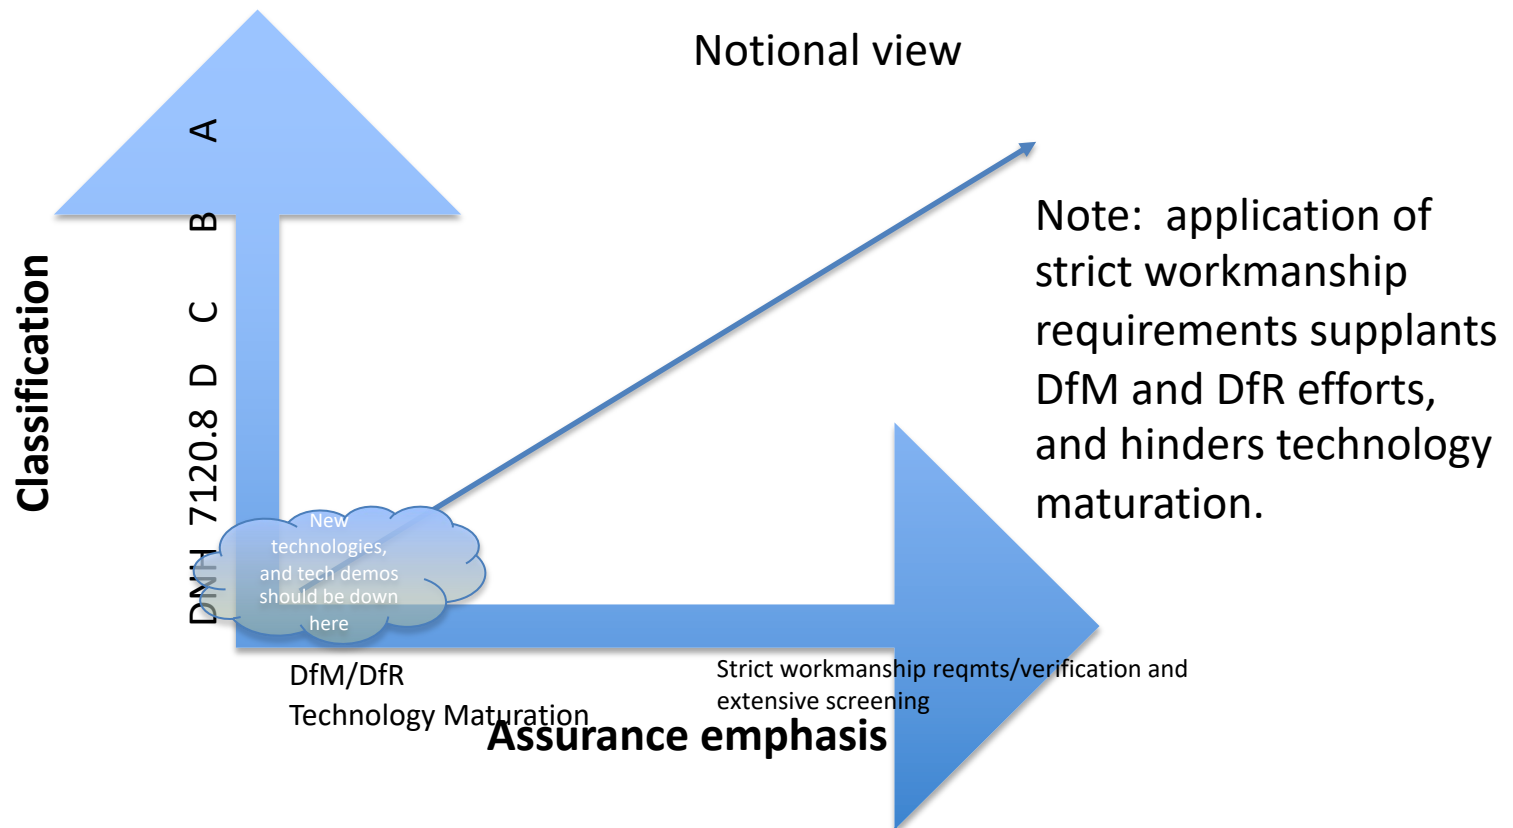 Notional view
Classification
DNH 7120.8 D C B A
Note: application of
strict workmanship
requirements supplants
DfM and DfR efforts,
and hinders technology
maturation.
New
technologies,
and tech demos
should be down
here
DfM/DfR
Technology Maturation
Strict workmanship reqmts/verification and
extensive screening
Assurance emphasis